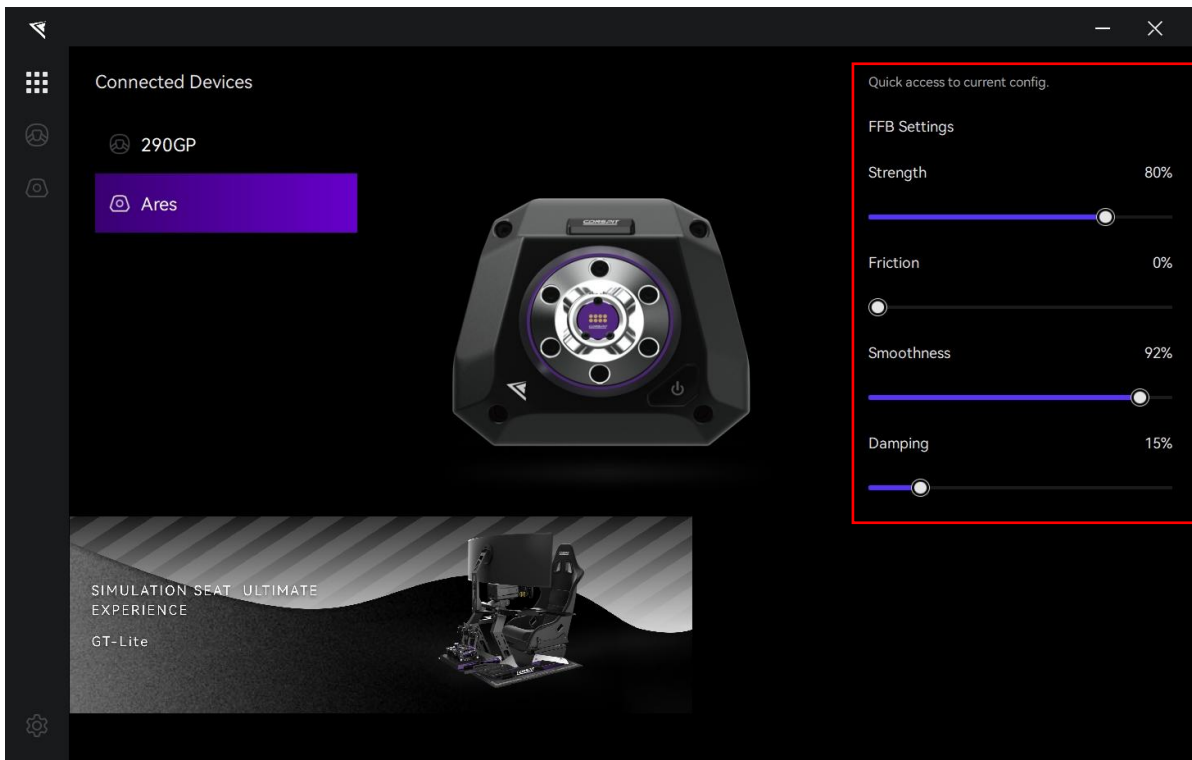 Connected Devices
290GP
Ares
Quick access to current config.
FFB Settings
Strength 80%
Friction 0%
Smoothness 92%
Damping 15%
SIMULATION SEAT ULTIMATE
EXPERIENCE
GT-Lite